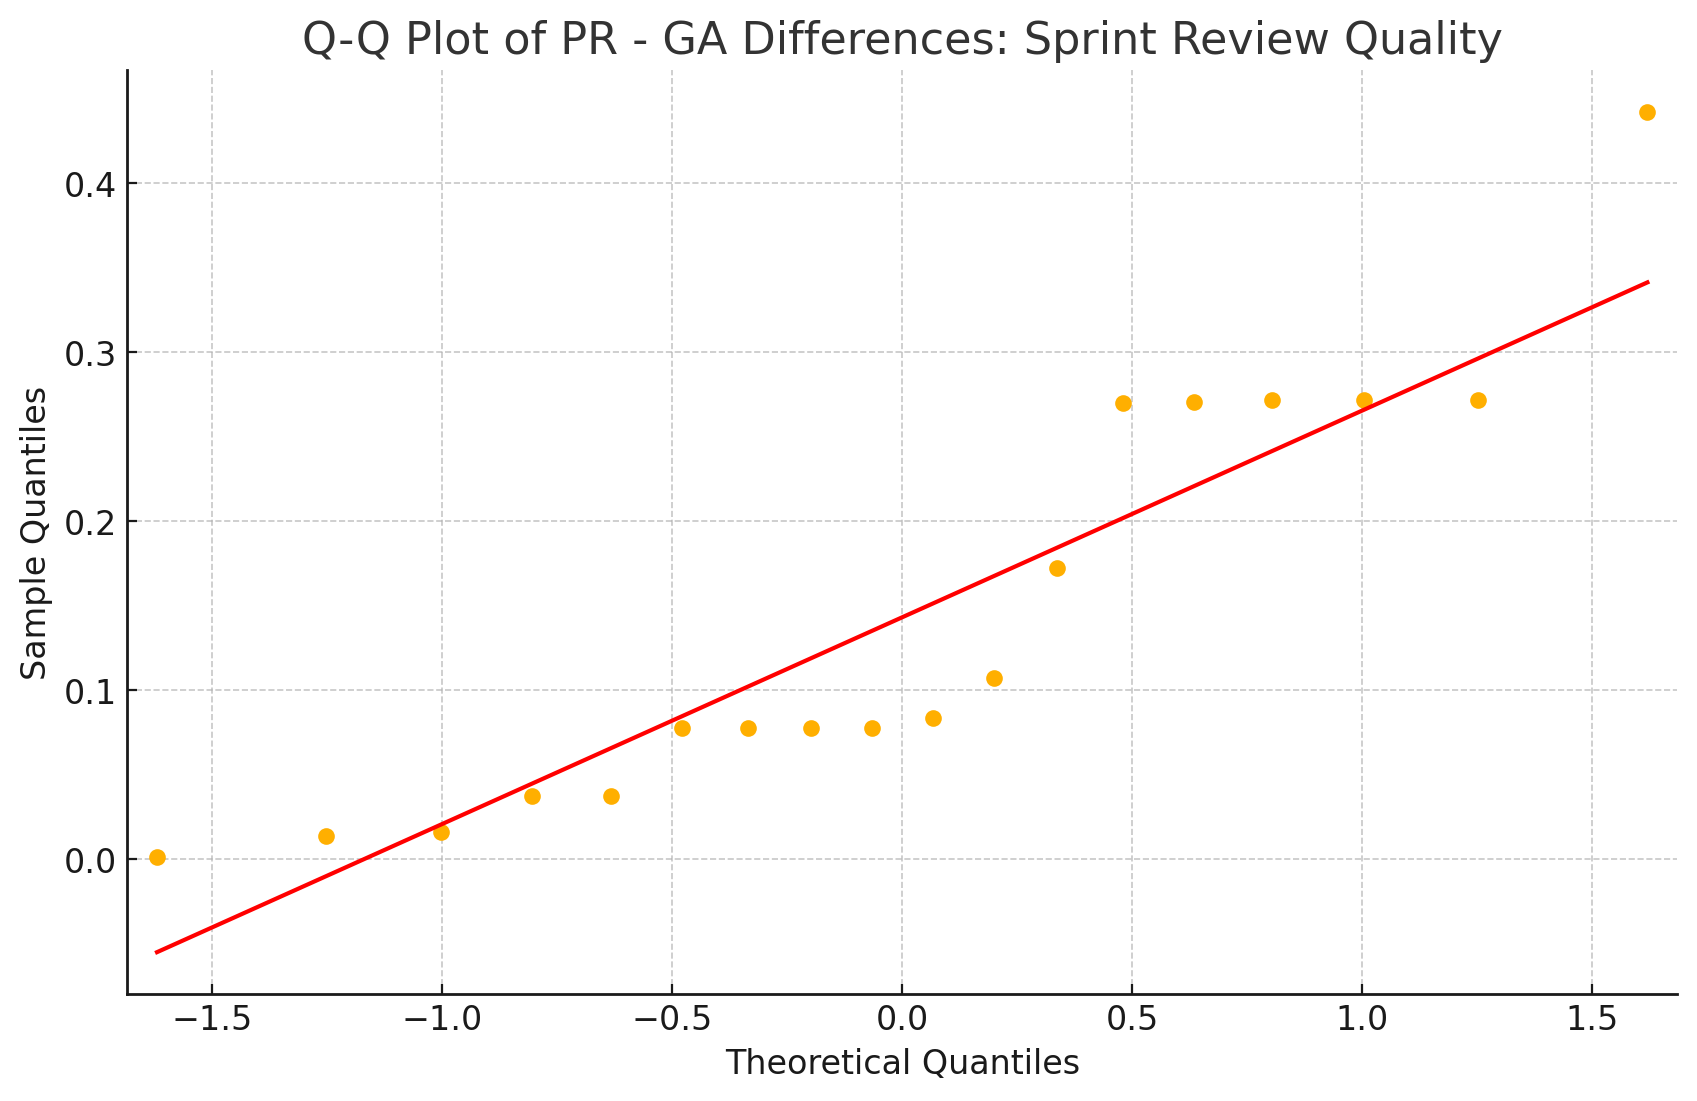 Q-Q Plot of PR - GA Differences: Sprint Review Quality
Sample Quantiles
0.4
0.3
0.2
0.1
0.0
−1.5 −1.0 −0.5 0.0 0.5 1.0 1.5
Theoretical Quantiles